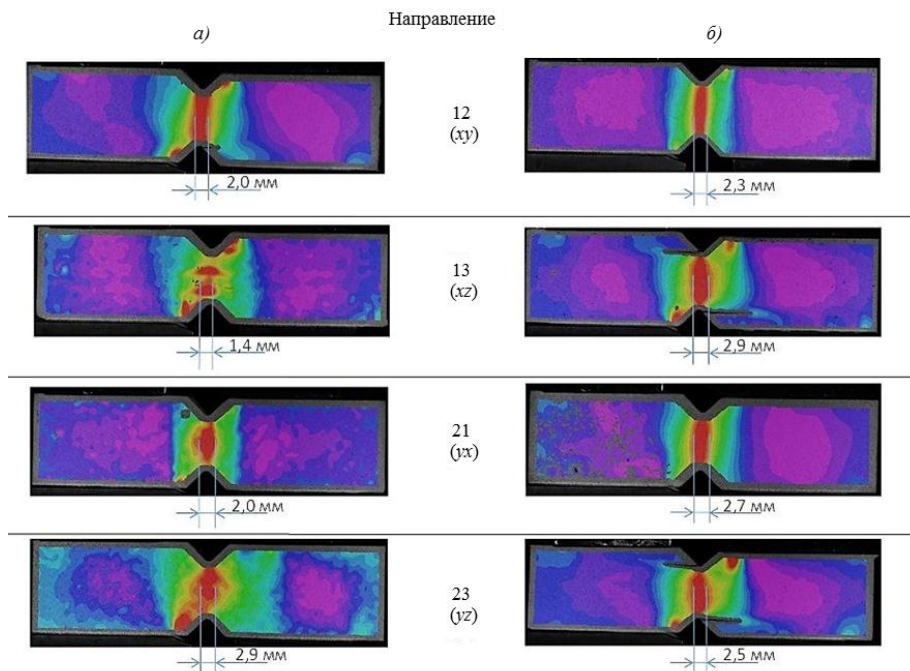 Направление
а)
б)
12
(xy)
2,0 мм
2,3 мм
13
(xz)
1,4 мм
2,9 мм
21
(yx)
2,0 мм
2,7 мм
23
(yz)
2,9 мм
2,5 мм